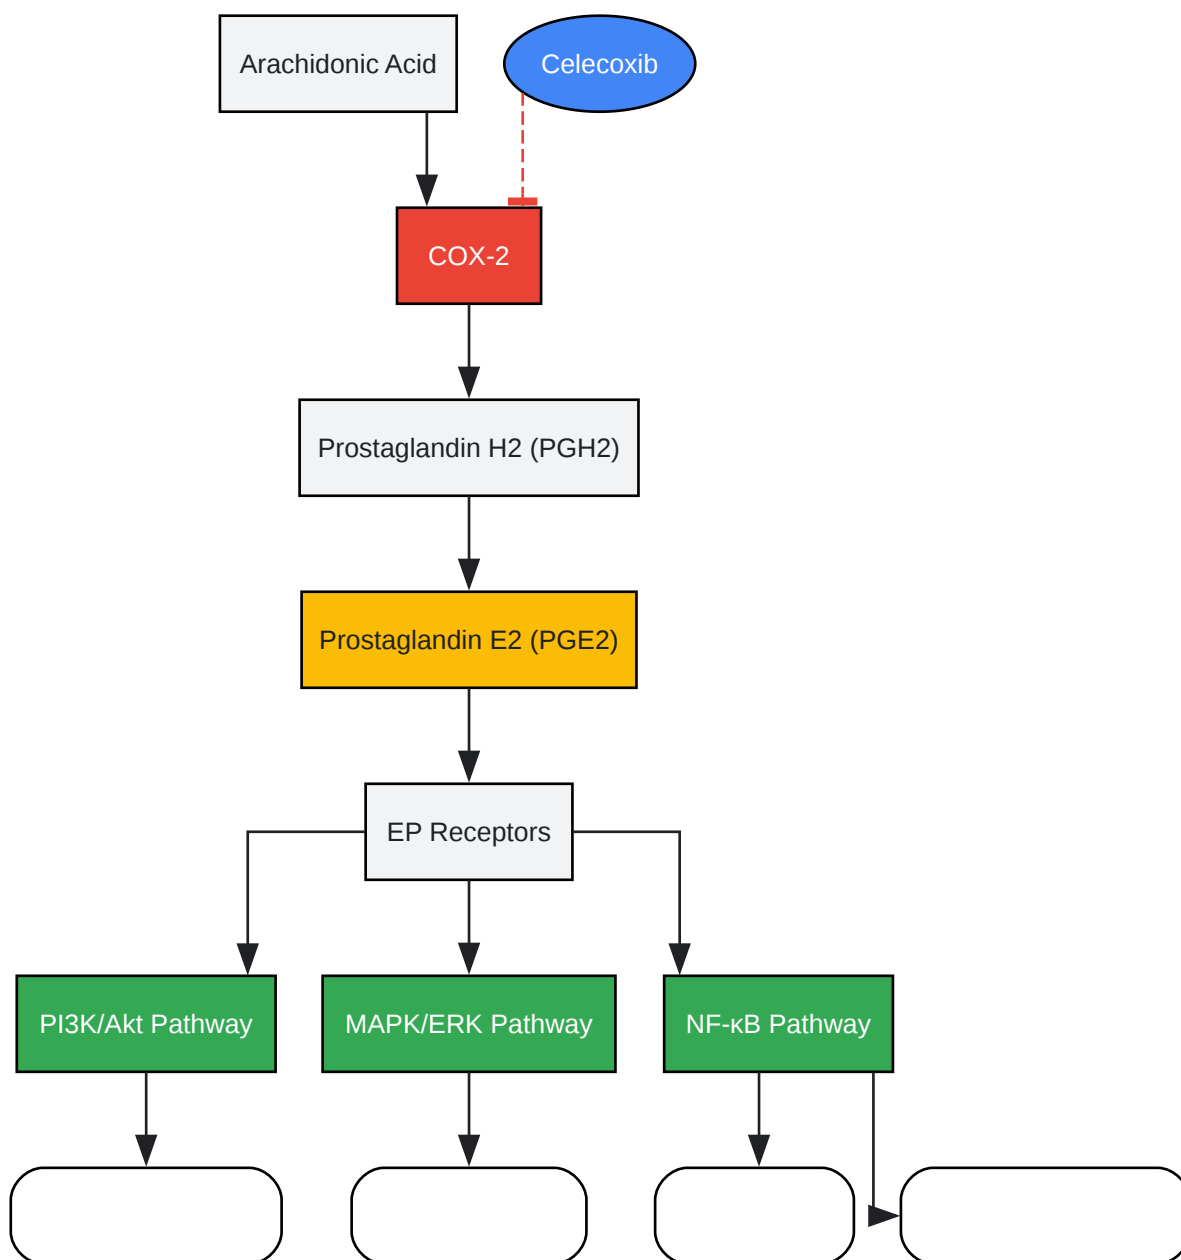 Arachidonic Acid
Celecoxib
COX-2
Prostaglandin H2 (PGH2)
Prostaglandin E2 (PGE2)
EP Receptors
PI3K/Akt Pathway
MAPK/ERK Pathway
NF-κB Pathway